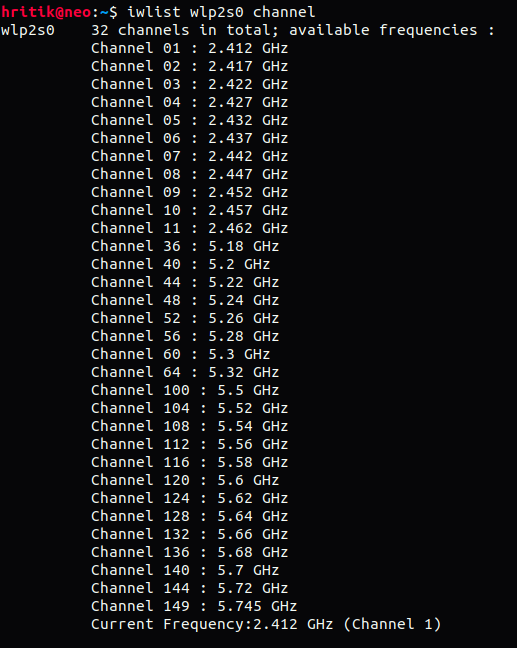 hritik@neo:~$ iwlist wlp2s0 channel
wlp2s0    32 channels in total; available frequencies :
          Channel 01 : 2.412 GHz
          Channel 02 : 2.417 GHz
          Channel 03 : 2.422 GHz
          Channel 04 : 2.427 GHz
          Channel 05 : 2.432 GHz
          Channel 06 : 2.437 GHz
          Channel 07 : 2.442 GHz
          Channel 08 : 2.447 GHz
          Channel 09 : 2.452 GHz
          Channel 10 : 2.457 GHz
          Channel 11 : 2.462 GHz
          Channel 36 : 5.18 GHz
          Channel 40 : 5.2 GHz
          Channel 44 : 5.22 GHz
          Channel 48 : 5.24 GHz
          Channel 52 : 5.26 GHz
          Channel 56 : 5.28 GHz
          Channel 60 : 5.3 GHz
          Channel 64 : 5.32 GHz
          Channel 100 : 5.5 GHz
          Channel 104 : 5.52 GHz
          Channel 108 : 5.54 GHz
          Channel 112 : 5.56 GHz
          Channel 116 : 5.58 GHz
          Channel 120 : 5.6 GHz
          Channel 124 : 5.62 GHz
          Channel 128 : 5.64 GHz
          Channel 132 : 5.66 GHz
          Channel 136 : 5.68 GHz
          Channel 140 : 5.7 GHz
          Channel 144 : 5.72 GHz
          Channel 149 : 5.745 GHz
          Current Frequency:2.412 GHz (Channel 1)